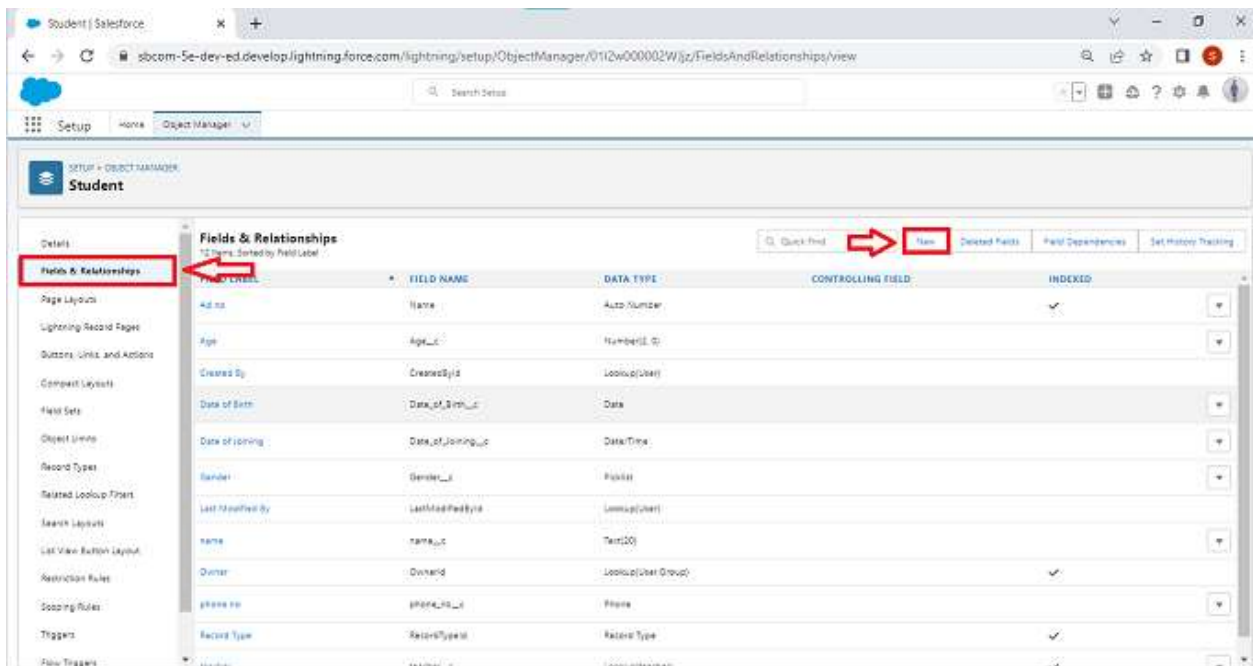 Student | Salesforce
sbcom-5e-dev-ed.develop.lightning.force.com/lightning/setup/ObjectManager/01I2w000002WJjz/FieldsAndRelationships/view
Search Setup
Setup Home Object Manager
SETUP > OBJECT MANAGER
Student
Details
Fields & Relationships
Page Layouts
Lightning Record Pages
Buttons, Links, and Actions
Compact Layouts
Field Sets
Object Limits
Record Types
Related Lookup Filters
Search Layouts
List View Button Layout
Restriction Rules
Scoping Rules
Triggers
Flow Triggers
Fields & Relationships
12 Items, Sorted by Field Label
Quick Find New Deleted Fields Field Dependencies Set History Tracking
FIELD LABEL FIELD NAME DATA TYPE CONTROLLING FIELD INDEXED
Ad no Name Auto Number
Age Age__c Number(2, 0)
Created By CreatedById Lookup(User)
Date of Birth Date_of_Birth__c Date
Date of Joining Date_of_Joining__c Date/Time
Gender Gender__c Picklist
Last Modified By LastModifiedById Lookup(User)
name name__c Text(20)
Owner OwnerId Lookup(User,Group)
phone no phone_no__c Phone
Record Type RecordTypeId Record Type